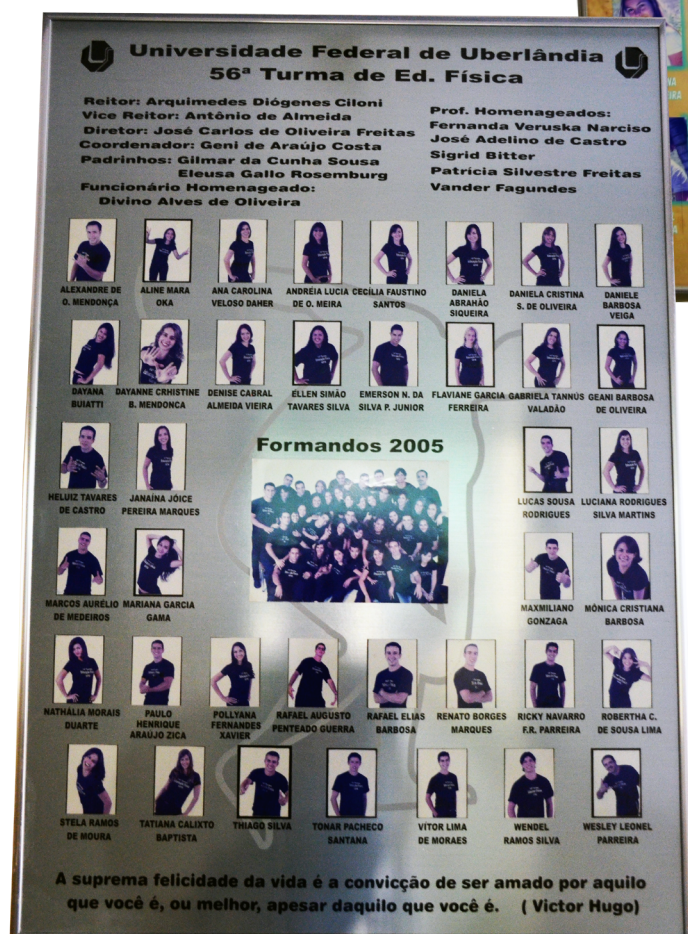 Universidade Federal de Uberlândia
56ª Turma de Ed. Física
Reitor: Arquimedes Diógenes Ciloni
Vice Reitor: Antônio de Almeida
Diretor: José Carlos de Oliveira Freitas
Coordenador: Geni de Araújo Costa
Padrinhos: Gilmar da Cunha Sousa
Eleusa Gallo Rosemburg
Funcionário Homenageado:
Divino Alves de Oliveira
Prof. Homenageados:
Fernanda Veruska Narciso
José Adelino de Castro
Sigrid Bitter
Patrícia Silvestre Freitas
Vander Fagundes
ALEXANDRE DE
O. MENDONÇA
ALINE MARA
OKA
ANA CAROLINA
VELOSO DAHER
ANDRÉIA LUCIA
DE O. MEIRA
CECÍLIA FAUSTINO
SANTOS
DANIELA
ABRAHÃO
SIQUEIRA
DANIELA CRISTINA
S. DE OLIVEIRA
DANIELE
BARBOSA
VEIGA
DAYANA
BUIATTI
DAYANNE CRHISTINE
B. MENDONCA
DENISE CABRAL
ALMEIDA VIEIRA
ELLEN SIMÃO
TAVARES SILVA
EMERSON N. DA
SILVA P. JUNIOR
FLAVIANE GARCIA
FERREIRA
GABRIELA TANNÚS
VALADÃO
GEANI BARBOSA
DE OLIVEIRA
Formandos 2005
HELUIZ TAVARES
DE CASTRO
JANAÍNA JÓICE
PEREIRA MARQUES
LUCAS SOUSA
RODRIGUES
LUCIANA RODRIGUES
SILVA MARTINS
MARCOS AURÉLIO
DE MEDEIROS
MARIANA GARCIA
GAMA
MAXMILIANO
GONZAGA
MÔNICA CRISTIANA
BARBOSA
NATHÁLIA MORAIS
DUARTE
PAULO
HENRIQUE
ARAÚJO ZICA
POLLYANA
FERNANDES
XAVIER
RAFAEL AUGUSTO
PENTEADO GUERRA
RAFAEL ELIAS
BARBOSA
RENATO BORGES
MARQUES
RICKY NAVARRO
F.R. PARREIRA
ROBERTHA C.
DE SOUSA LIMA
STELA RAMOS
DE MOURA
TATIANA CALIXTO
BAPTISTA
THIAGO SILVA
TONAR PACHECO
SANTANA
VÍTOR LIMA
DE MORAES
WENDEL
RAMOS SILVA
WESLEY LEONEL
PARREIRA
A suprema felicidade da vida é a convicção de ser amado por aquilo
que você é, ou melhor, apesar daquilo que você é. ( Victor Hugo)